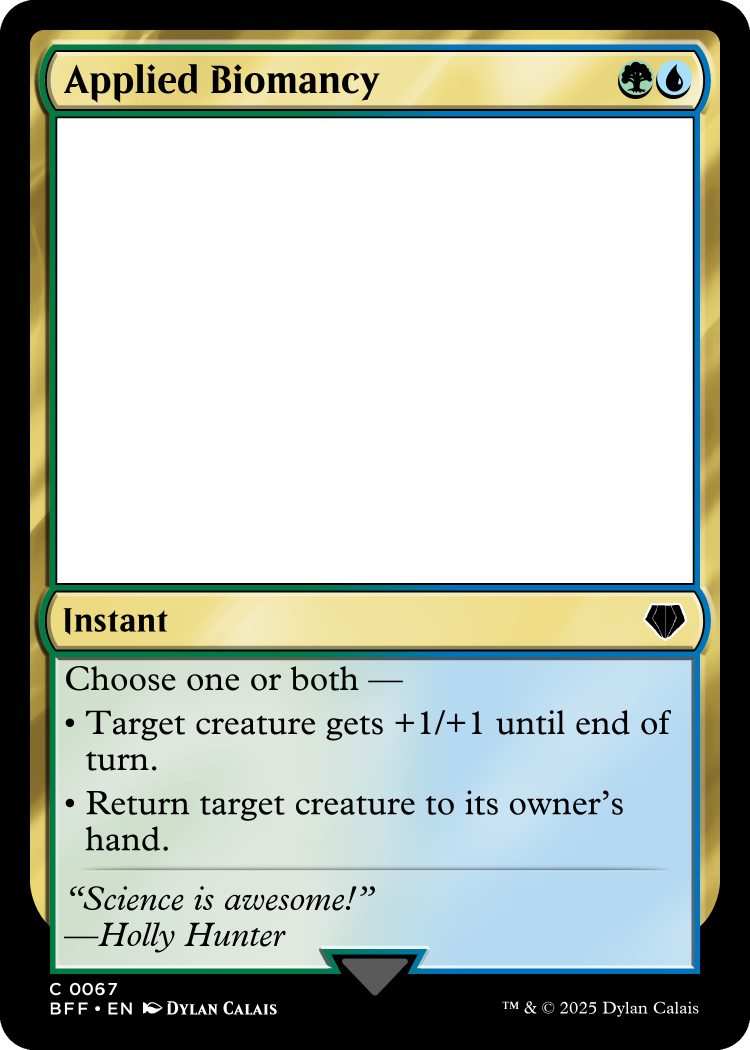 Applied Biomancy
Instant
Choose one or both —
• Target creature gets +1/+1 until end of
turn.
• Return target creature to its owner’s
hand.
“Science is awesome!”
—Holly Hunter
C 0067
BFF • EN Dylan Calais
™ & © 2025 Dylan Calais